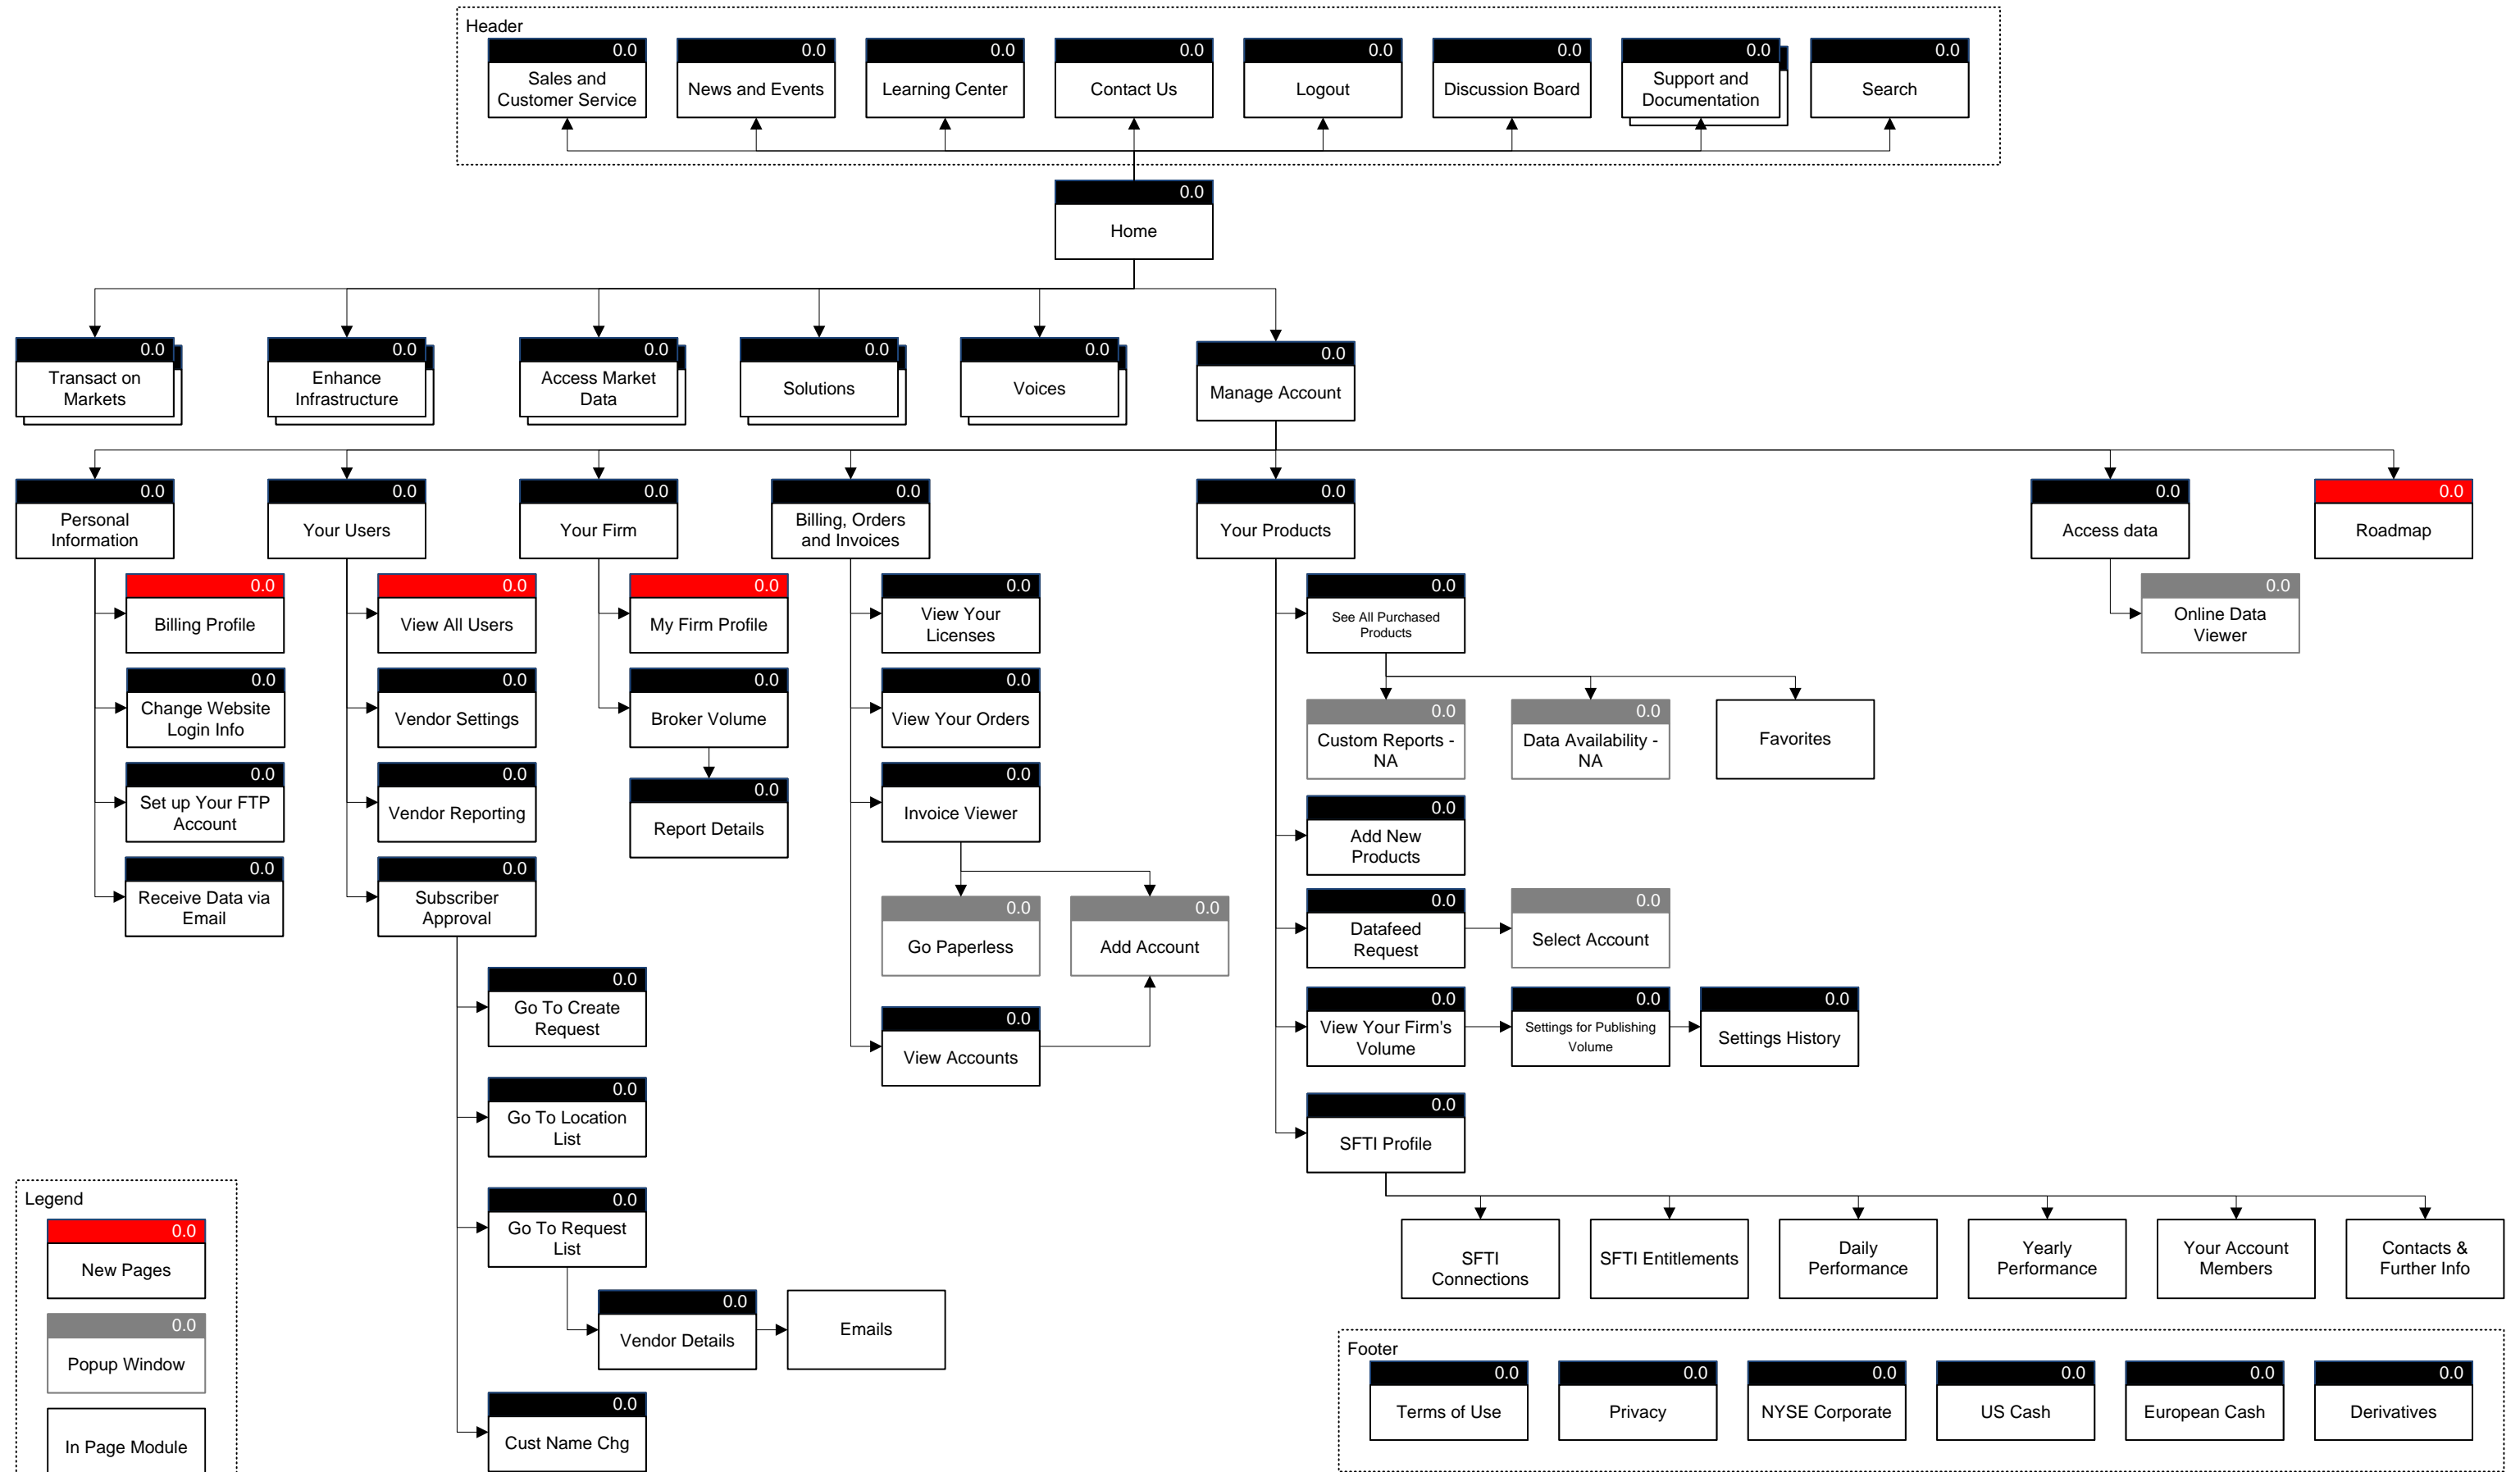 Header
0.0
Sales and
Customer Service
0.0
News and Events
0.0
Learning Center
0.0
Contact Us
0.0
Logout
0.0
Discussion Board
0.0
Support and
Documentation
0.0
Search
0.0
Home
0.0
Transact on
Markets
0.0
Enhance
Infrastructure
0.0
Access Market
Data
0.0
Solutions
0.0
Voices
0.0
Manage Account
0.0
Personal
Information
0.0
Your Users
0.0
Your Firm
0.0
Billing, Orders
and Invoices
0.0
Your Products
0.0
Access data
0.0
Roadmap
0.0
Billing Profile
0.0
Change Website
Login Info
0.0
Set up Your FTP
Account
0.0
Receive Data via
Email
0.0
View All Users
0.0
Vendor Settings
0.0
Vendor Reporting
0.0
Subscriber
Approval
0.0
Go To Create
Request
0.0
Go To Location
List
0.0
Go To Request
List
0.0
Vendor Details
Emails
0.0
Cust Name Chg
0.0
My Firm Profile
0.0
Broker Volume
0.0
Report Details
0.0
View Your
Licenses
0.0
View Your Orders
0.0
Invoice Viewer
0.0
Go Paperless
0.0
Add Account
0.0
View Accounts
0.0
See All Purchased
Products
0.0
Custom Reports -
NA
0.0
Data Availability -
NA
Favorites
0.0
Add New
Products
0.0
Datafeed
Request
0.0
Select Account
0.0
View Your Firm's
Volume
0.0
Settings for Publishing
Volume
0.0
Settings History
0.0
SFTI Profile
SFTI
Connections
SFTI Entitlements
Daily
Performance
Yearly
Performance
Your Account
Members
Contacts &
Further Info
0.0
Online Data
Viewer
Legend
0.0
New Pages
0.0
Popup Window
In Page Module
Footer
0.0
Terms of Use
0.0
Privacy
0.0
NYSE Corporate
0.0
US Cash
0.0
European Cash
0.0
Derivatives